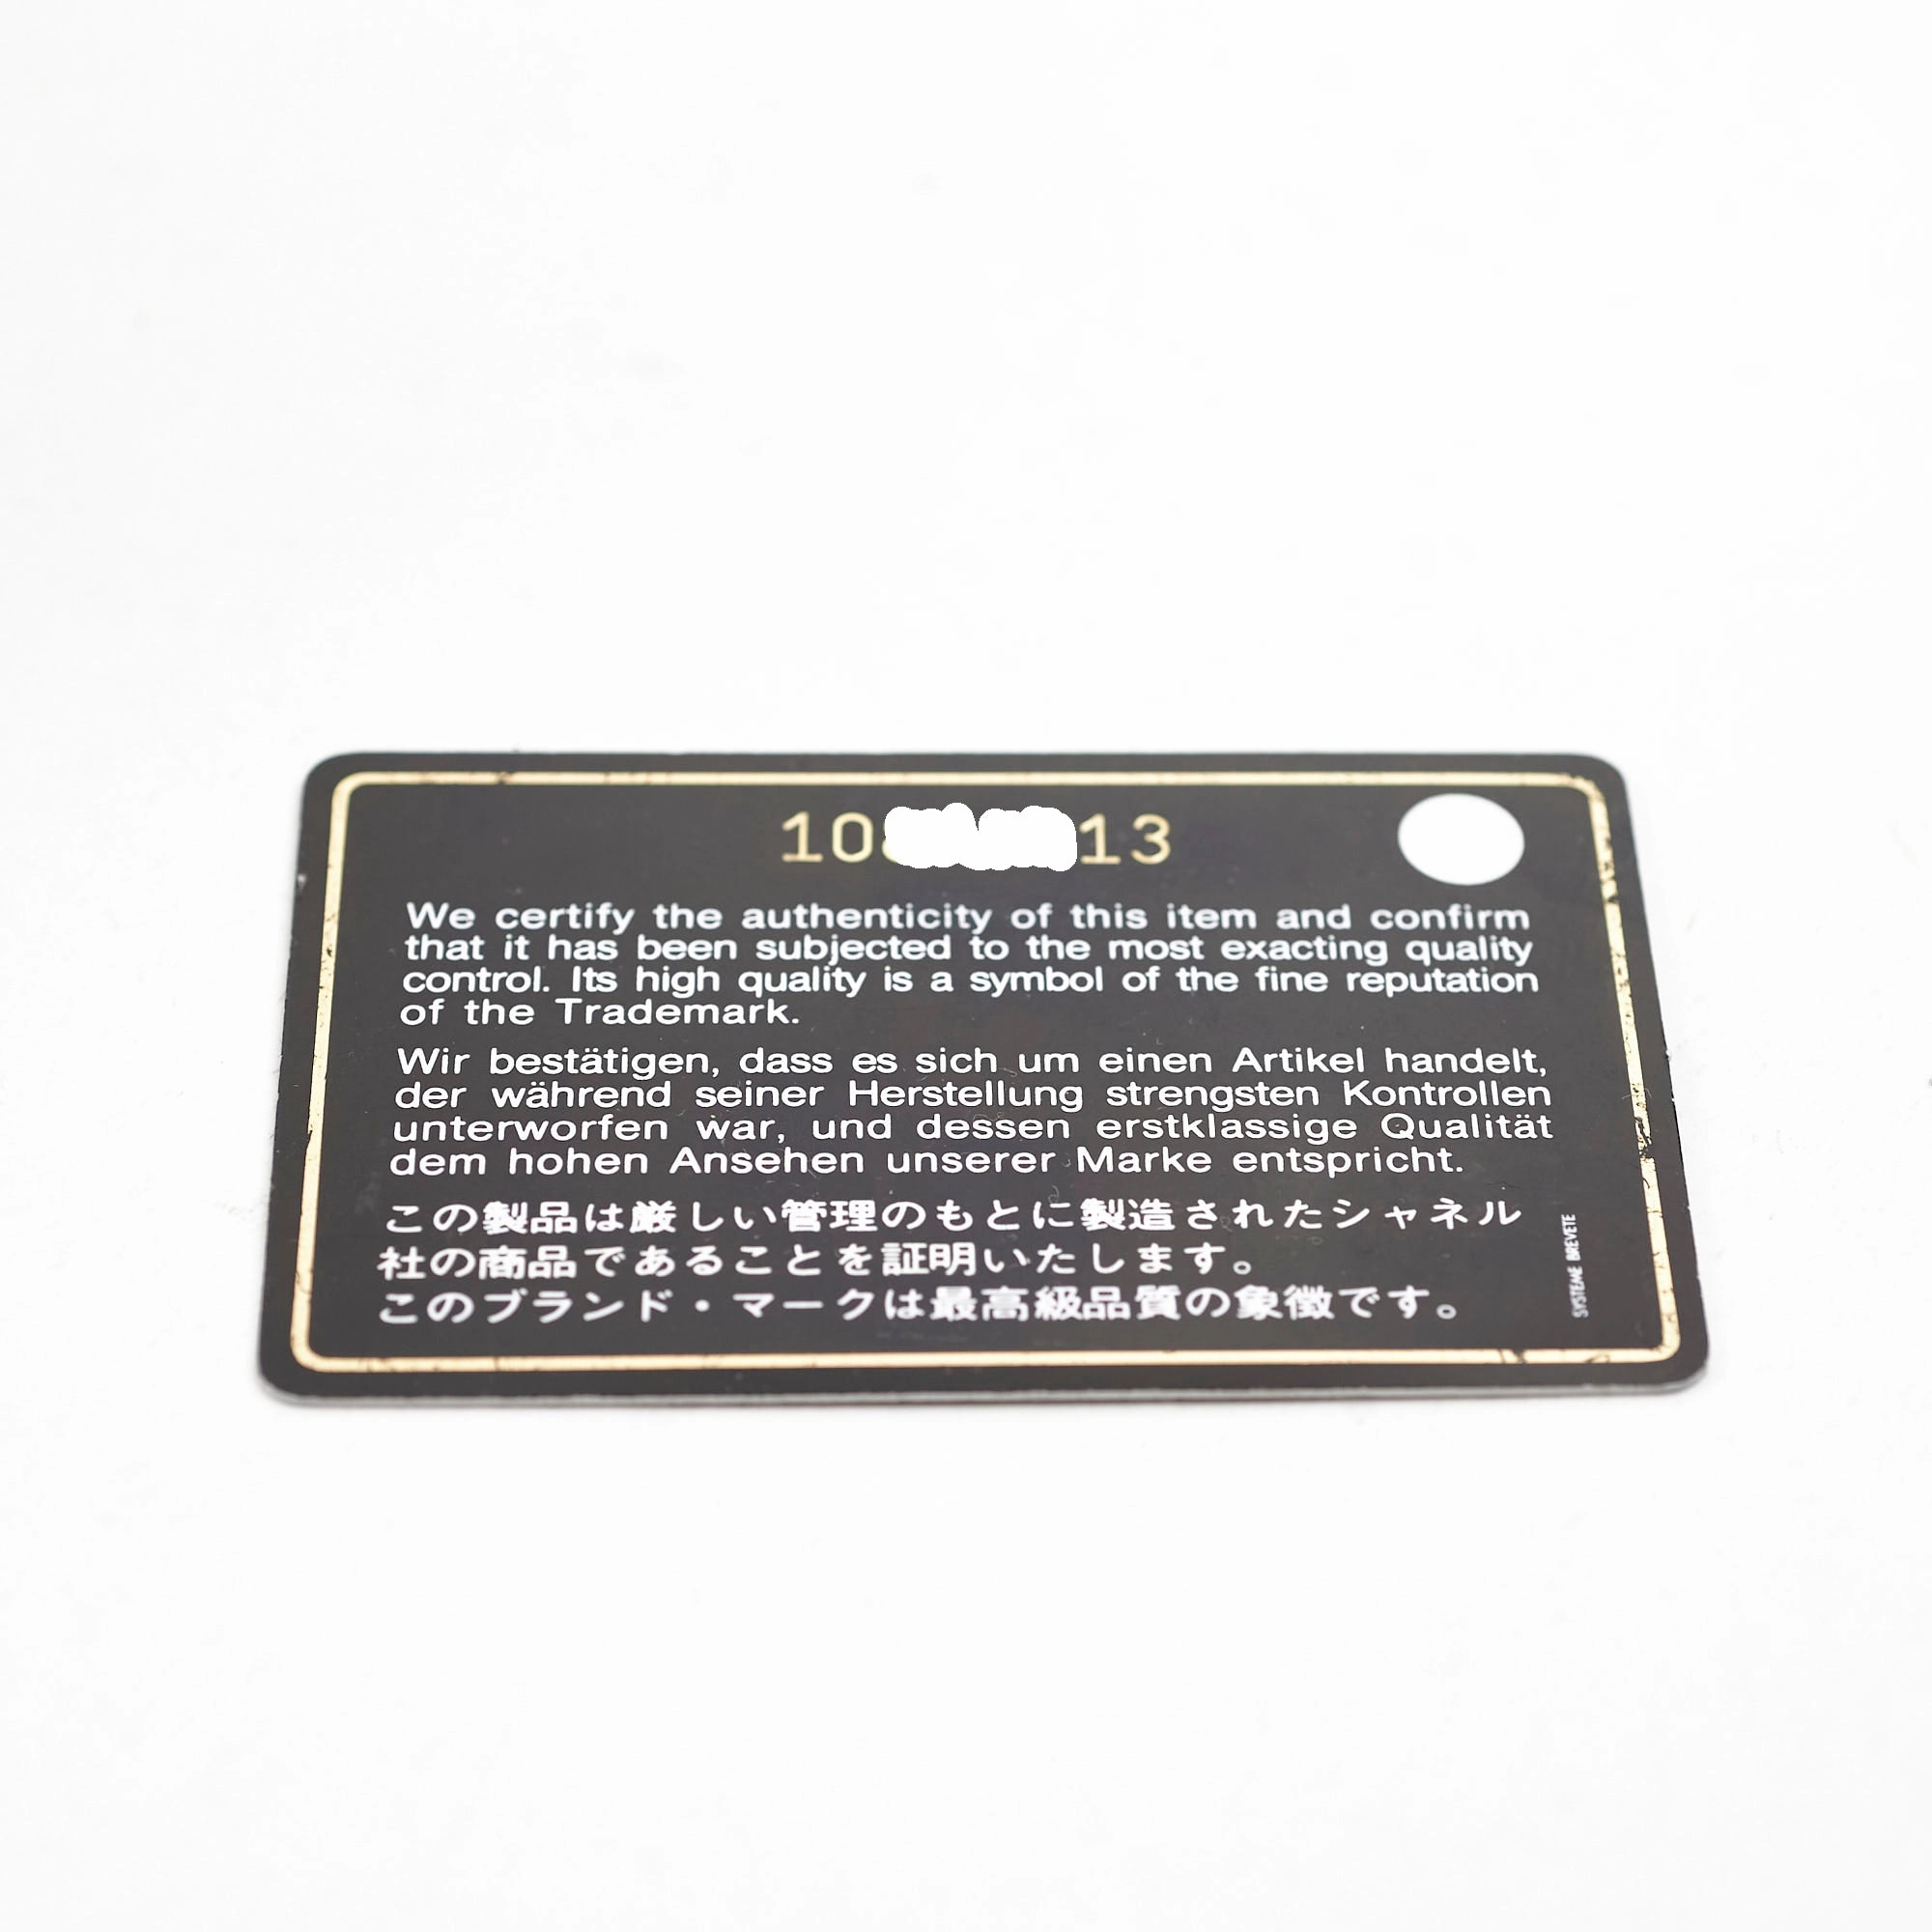 10 13
We certify the authenticity of this item and confirm
that it has been subjected to the most exacting quality
control. Its high quality is a symbol of the fine reputation
of the Trademark.
Wir bestätigen, dass es sich um einen Artikel handelt,
der während seiner Herstellung strengsten Kontrollen
unterworfen war, und dessen erstklassige Qualität
dem hohen Ansehen unserer Marke entspricht.
この製品は厳しい管理のもとに製造されたシャネル
社の商品であることを証明いたします。
このブランド・マークは最高級品質の象徴です。
SYSTEME BREVETE